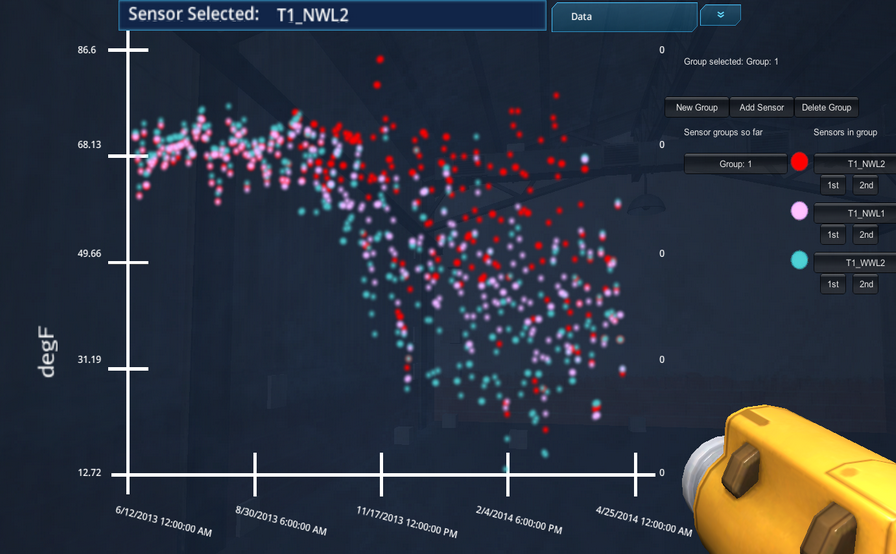 Sensor Selected: T1_NWL2
Data
86.6
0
Group selected: Group: 1
New Group
Add Sensor
Delete Group
Sensor groups so far
Sensors in group
68.13
0
Group: 1
T1_NWL2
1st
2nd
T1_NWL1
1st
2nd
49.66
0
T1_WWL2
1st
2nd
degF
31.19
0
12.72
0
6/12/2013 12:00:00 AM
8/30/2013 6:00:00 AM
11/17/2013 12:00:00 PM
2/4/2014 6:00:00 PM
4/25/2014 12:00:00 AM